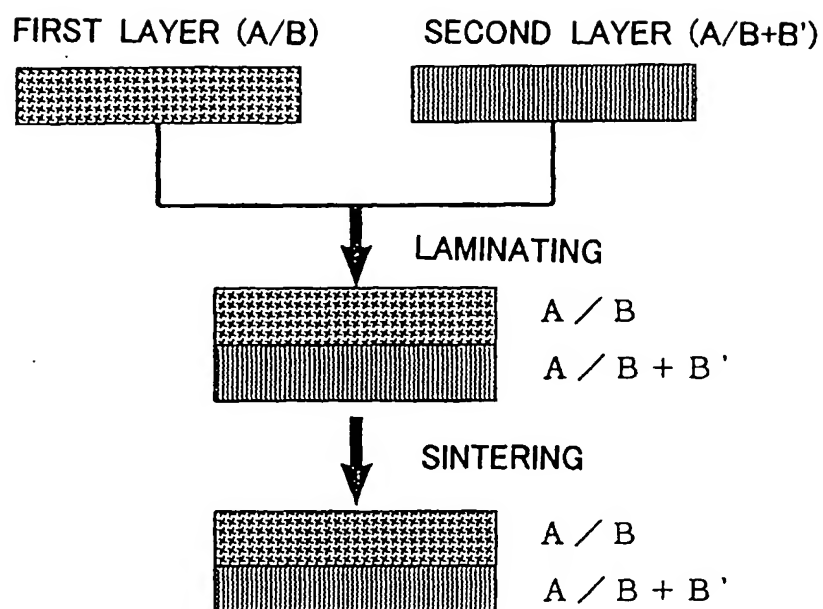 FIRST LAYER (A/B)
SECOND LAYER (A/B+B')
LAMINATING
A / B
A / B + B'
SINTERING
A / B
A / B + B'